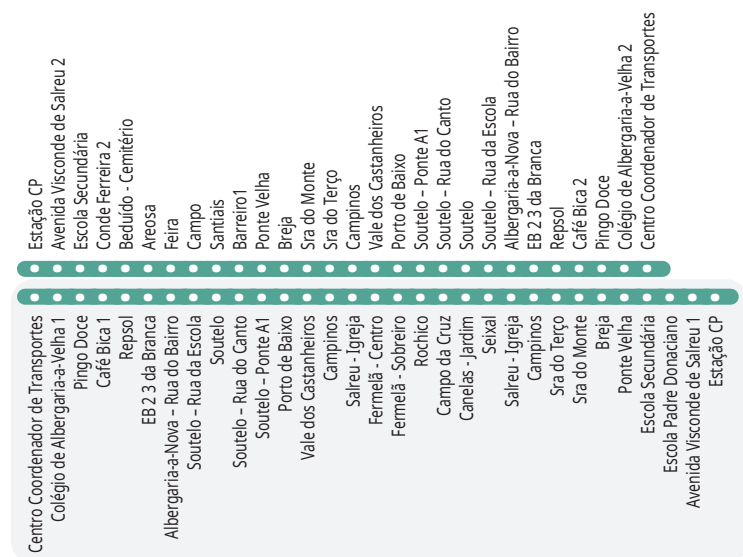 Estação CP
Avenida Visconde de Salreu 2
Escola Secundária
Conde Ferreira 2
Beduído - Cemitério
Areosa
Feira
Campo
Santiais
Barreiro1
Ponte Velha
Breja
Sra do Monte
Sra do Terço
Campinos
Vale dos Castanheiros
Porto de Baixo
Soutelo – Ponte A1
Soutelo – Rua do Canto
Soutelo
Soutelo – Rua da Escola
Albergaria-a-Nova – Rua do Bairro
EB 2 3 da Branca
Repsol
Café Bica 2
Pingo Doce
Colégio de Albergaria-a-Velha 2
Centro Coordenador de Transportes
Centro Coordenador de Transportes
Colégio de Albergaria-a-Velha 1
Pingo Doce
Café Bica 1
Repsol
EB 2 3 da Branca
Albergaria-a-Nova – Rua do Bairro
Soutelo – Rua da Escola
Soutelo
Soutelo – Rua do Canto
Soutelo – Ponte A1
Porto de Baixo
Vale dos Castanheiros
Campinos
Salreu - Igreja
Fermelã - Centro
Fermelã - Sobreiro
Rochico
Campo da Cruz
Canelas - Jardim
Seixal
Salreu - Igreja
Campinos
Sra do Terço
Sra do Monte
Breja
Ponte Velha
Escola Secundária
Escola Padre Donaciano
Avenida Visconde de Salreu 1
Estação CP